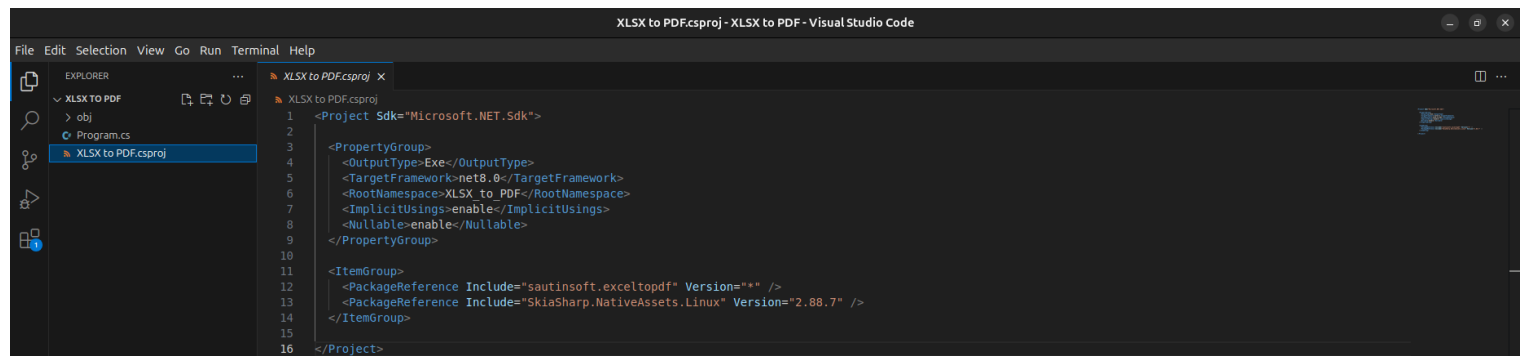 XLSX to PDF.csproj - XLSX to PDF - Visual Studio Code
File Edit Selection View Go Run Terminal Help
EXPLORER
XLSX TO PDF
obj
Program.cs
XLSX to PDF.csproj
1
XLSX to PDF.csproj
XLSX to PDF.csproj
1 <Project Sdk="Microsoft.NET.Sdk">
2
3 <PropertyGroup>
4 <OutputType>Exe</OutputType>
5 <TargetFramework>net8.0</TargetFramework>
6 <RootNamespace>XLSX_to_PDF</RootNamespace>
7 <ImplicitUsings>enable</ImplicitUsings>
8 <Nullable>enable</Nullable>
9 </PropertyGroup>
10
11 <ItemGroup>
12 <PackageReference Include="sautinsoft.exceltopdf" Version="*" />
13 <PackageReference Include="SkiaSharp.NativeAssets.Linux" Version="2.88.7" />
14 </ItemGroup>
15
16 </Project>